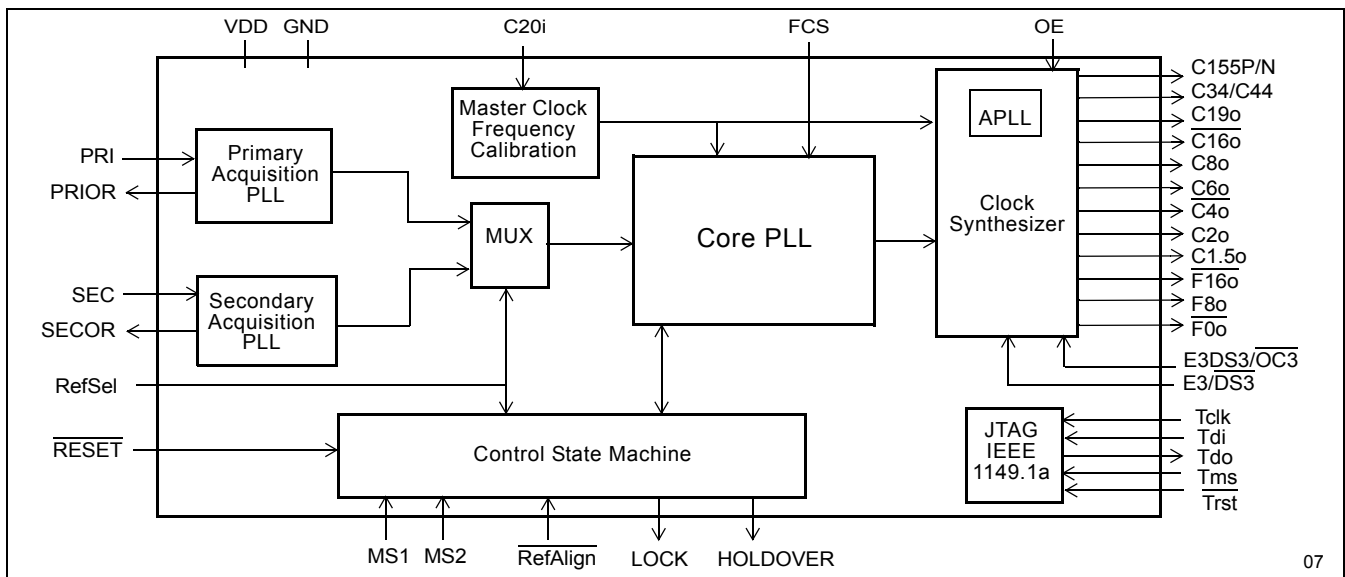 VDD GND C20i FCS OE
Master Clock
Frequency
Calibration
APLL
Clock
Synthesizer
C155P/N
C34/C44
C19o
C16o
C8o
C6o
C4o
C2o
C1.5o
F16o
F8o
F0o
E3DS3/OC3
E3/DS3
PRI
PRIOR
Primary
Acquisition
PLL
MUX
Core PLL
SEC
SECOR
Secondary
Acquisition
PLL
RefSel
RESET
Control State Machine
JTAG
IEEE
1149.1a
Tclk
Tdi
Tdo
Tms
Trst
MS1 MS2 RefAlign LOCK HOLDOVER
07